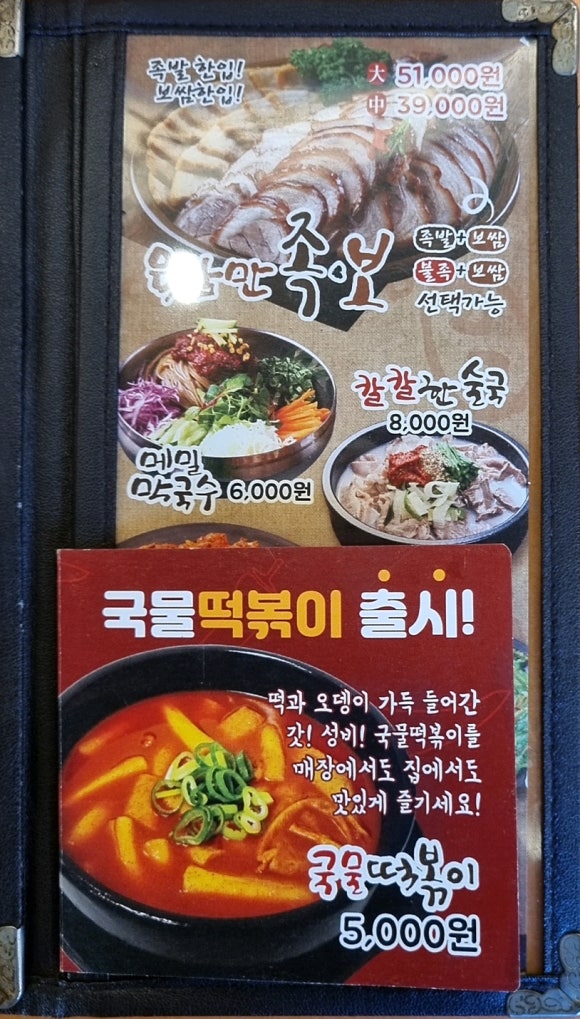 족발 한입!
보쌈한입!
大 51,000원
中 39,000원
만족·보
족발+보쌈
불족+보쌈
선택가능
칼칼한 술국
8,000원
메밀
막국수 6,000원
국물떡볶이 출시!
떡과 오뎅이 가득 들어간
갓! 성비! 국물떡볶이를
매장에서도 집에서도
맛있게 즐기세요!
국물떡볶이
5,000원